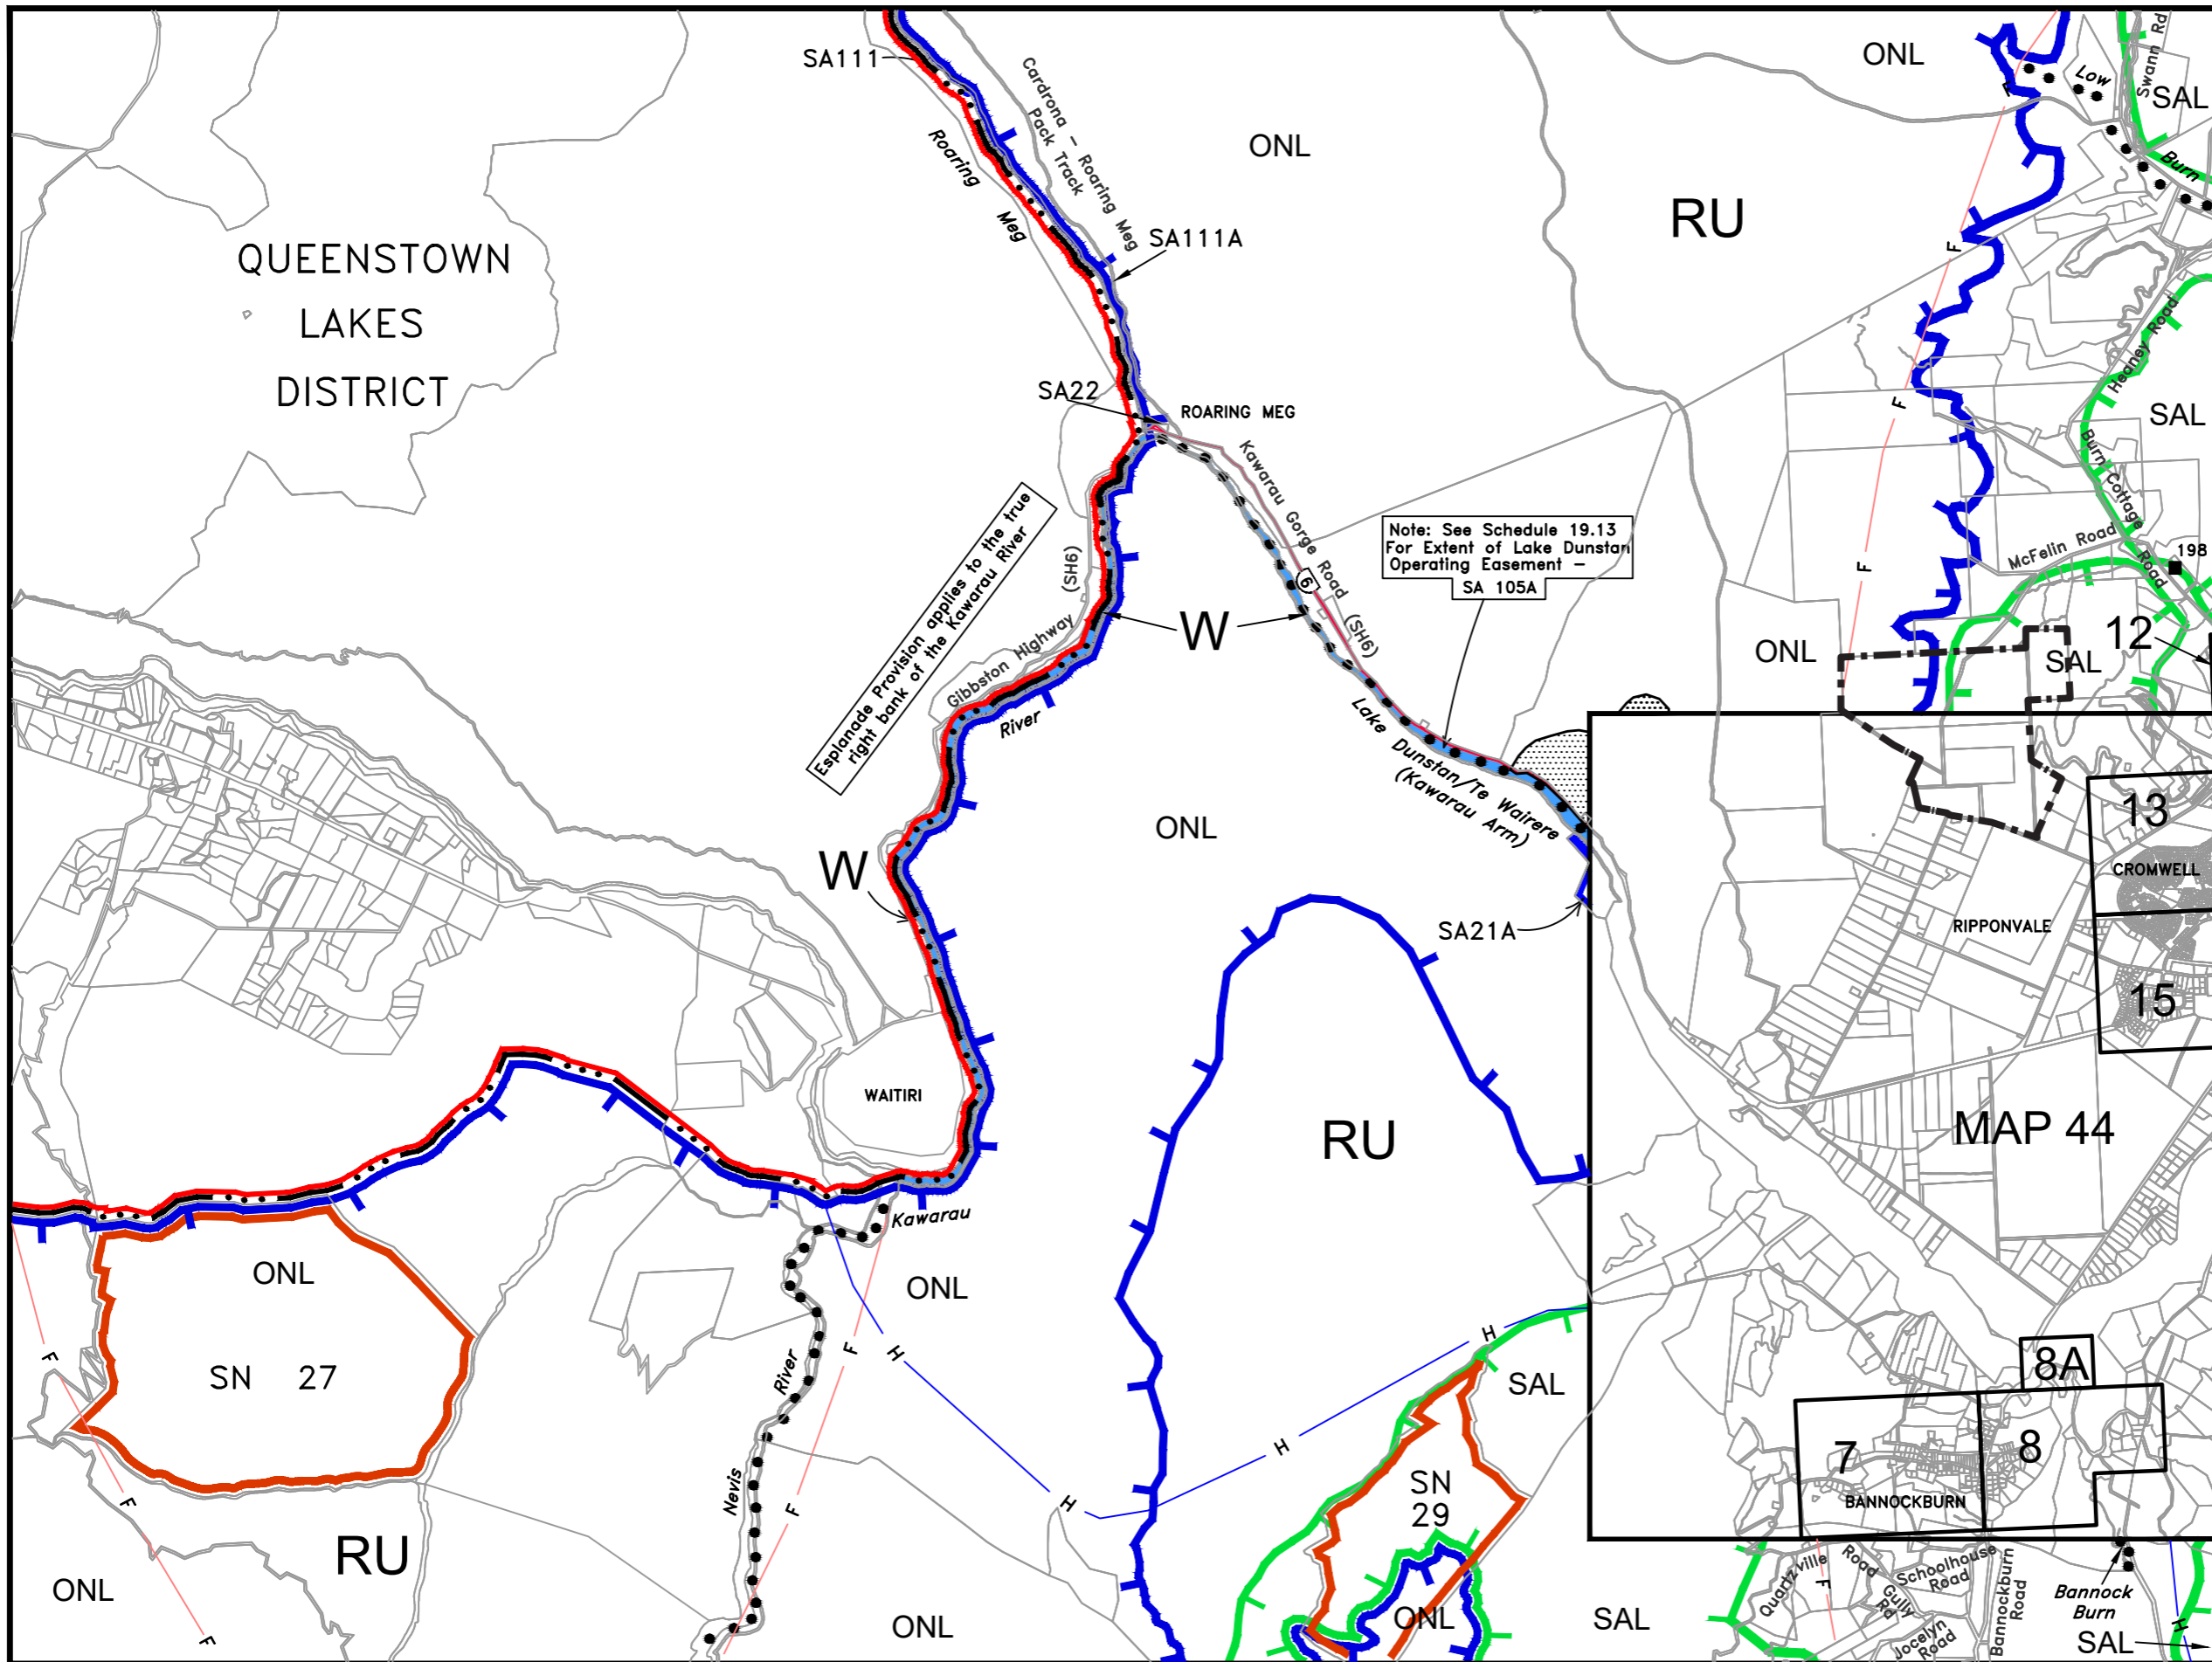 SA111
Cardrona - Roaring Meg
Pack Track
Roaring
Meg
ONL
ONL
Low
Swann Rd
SAL
Burn
RU
QUEENSTOWN
LAKES
DISTRICT
SA111A
F
F
F
Heaney Road
SAL
SA22
ROARING MEG
Kawarau Gorge Road (SH6)
6
Burn Cottage
Road
McFelin Road
198
Esplanade Provision applies to the true
right bank of the Kawarau River
(SH6)
Gibbston Highway
River
Note: See Schedule 19.13
For Extent of Lake Dunstan
Operating Easement -
SA 105A
W
ONL
SAL
12
Lake Dunstan/Te Wairere
(Kawarau Arm)
ONL
W
13
CROMWELL
SA21A
RIPPONVALE
15
WAITIRI
RU
MAP 44
Kawarau
ONL
ONL
SN 27
F
F
H
H
H
River
SAL
8A
SN
29
7
8
BANNOCKBURN
Nevis
F
F
H
RU
ONL
F
ONL
ONL
SAL
Quartzville
Road
F
Gully
Rd
Schoolhouse
Road
Jocelyn
Road
Bannockburn
Road
Bannock
Burn
SAL
H